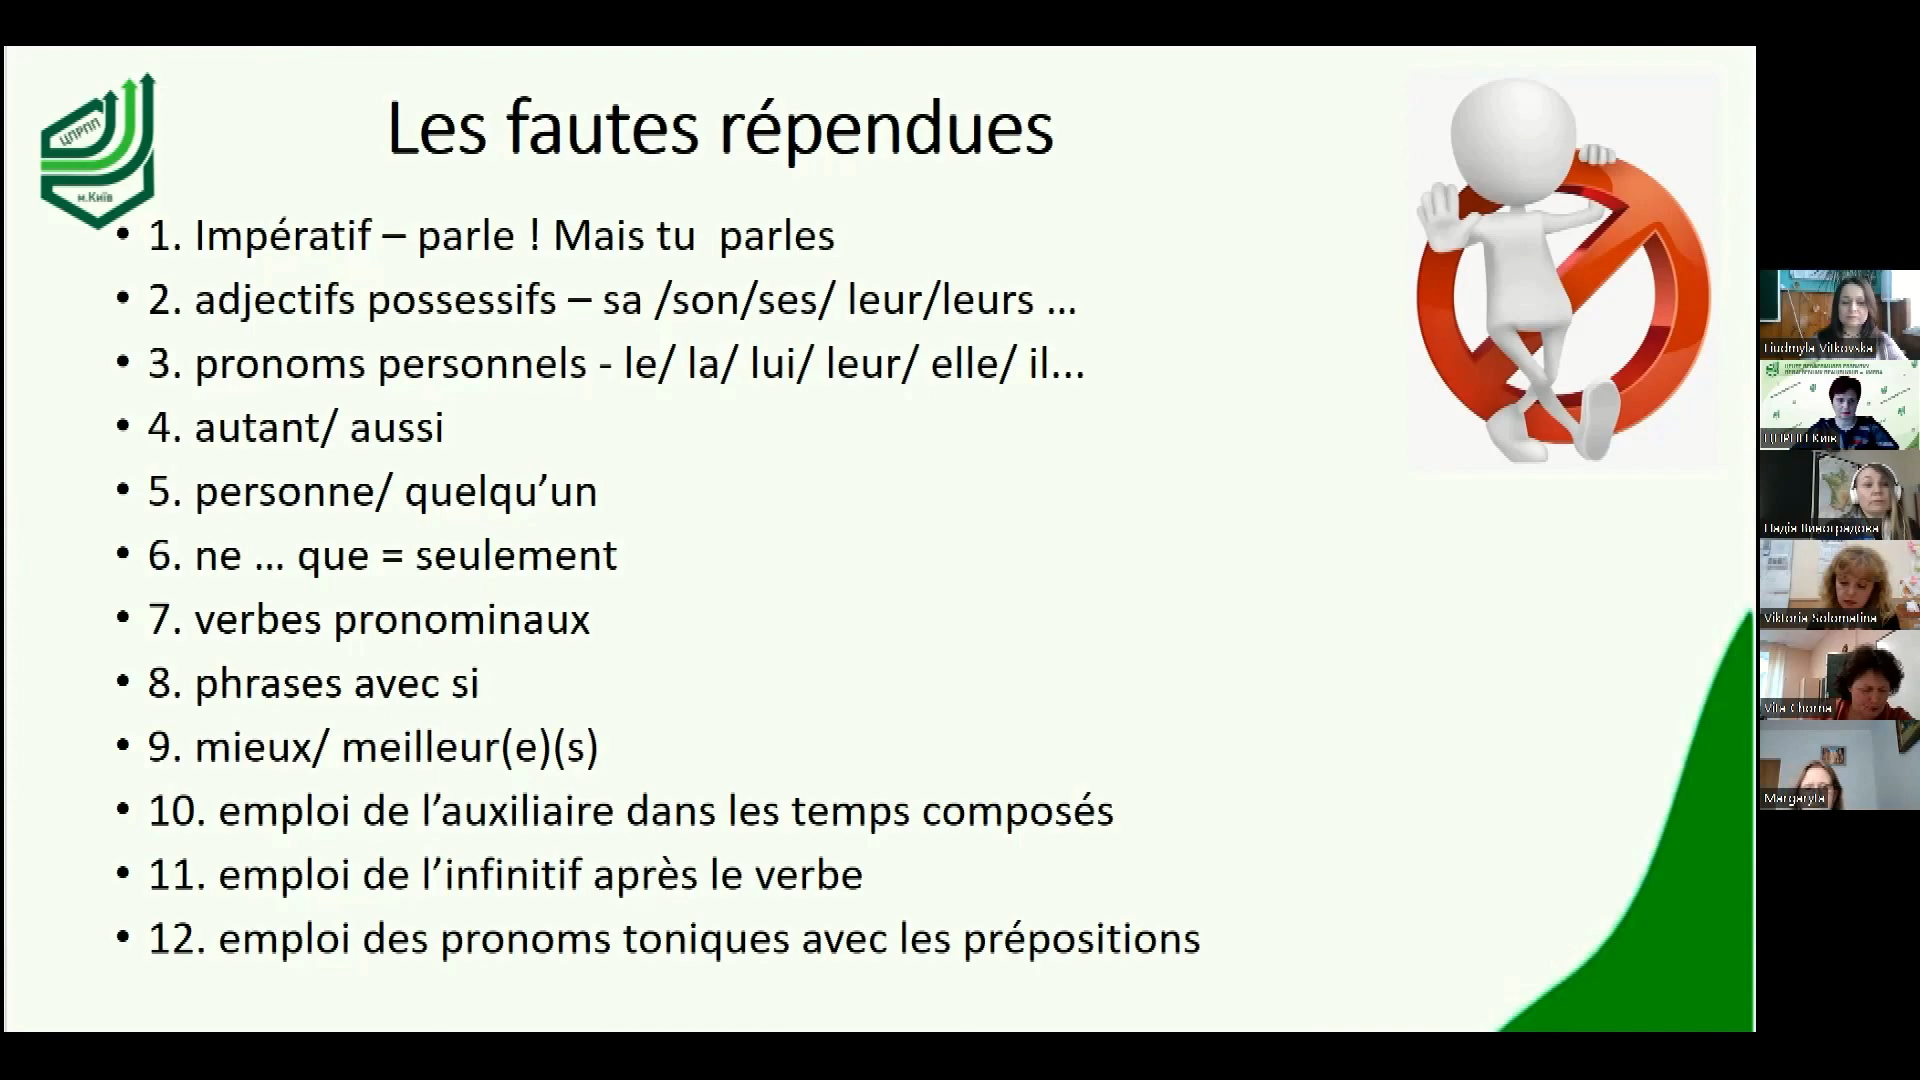 ЦПРПП
м.Київ
Les fautes répendues
• 1. Impératif – parle ! Mais tu  parles
• 2. adjectifs possessifs – sa /son/ses/ leur/leurs ...
• 3. pronoms personnels - le/ la/ lui/ leur/ elle/ il...
• 4. autant/ aussi
• 5. personne/ quelqu’un
• 6. ne ... que = seulement
• 7. verbes pronominaux
• 8. phrases avec si
• 9. mieux/ meilleur(e)(s)
• 10. emploi de l’auxiliaire dans les temps composés
• 11. emploi de l’infinitif après le verbe
• 12. emploi des pronoms toniques avec les prépositions
Liudmyla Vitkovska
ЦПРПП Київ
Надія Виноградова
Viktoria Solomatina
Vita Chorna
Margaryta